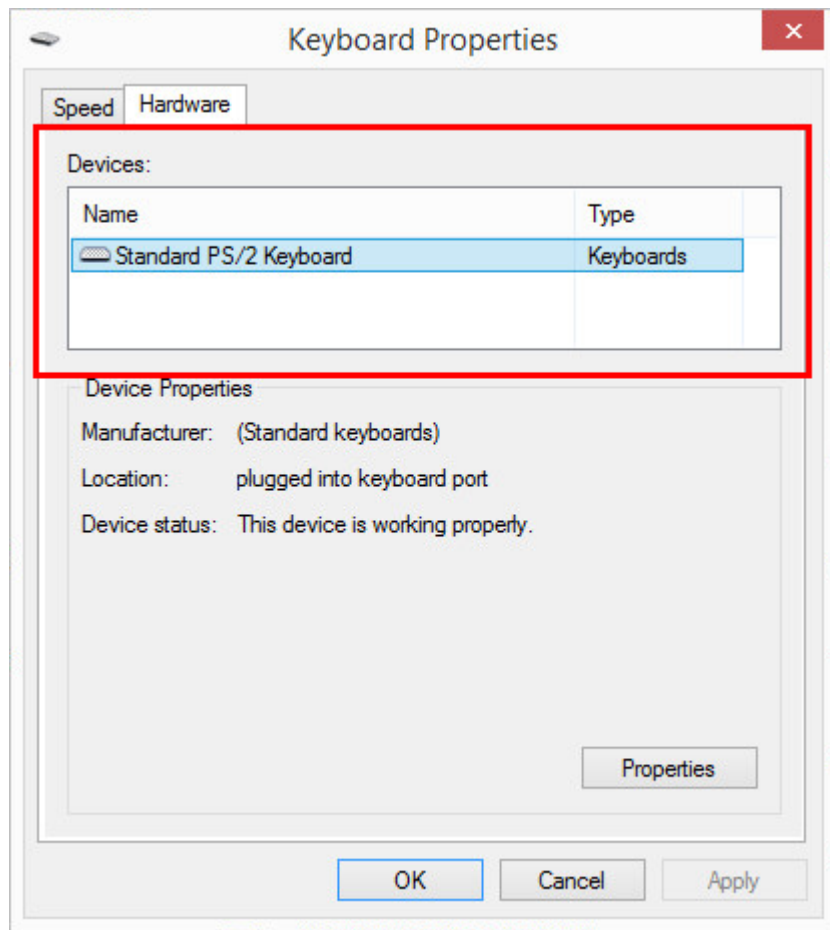 Keyboard Properties
Speed Hardware
Devices:
Name Type
Standard PS/2 Keyboard Keyboards
Device Properties
Manufacturer: (Standard keyboards)
Location: plugged into keyboard port
Device status: This device is working properly.
Properties
OK Cancel Apply